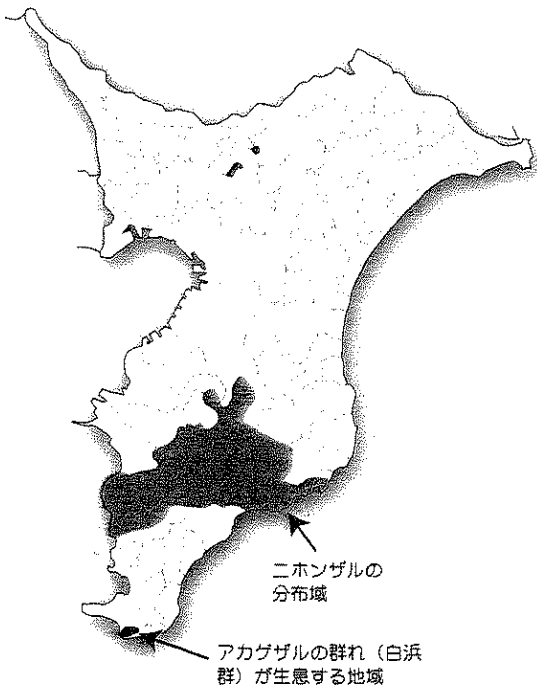 ニホンザルの
分布域
アカゲザルの群れ（白浜
群）が生息する地域